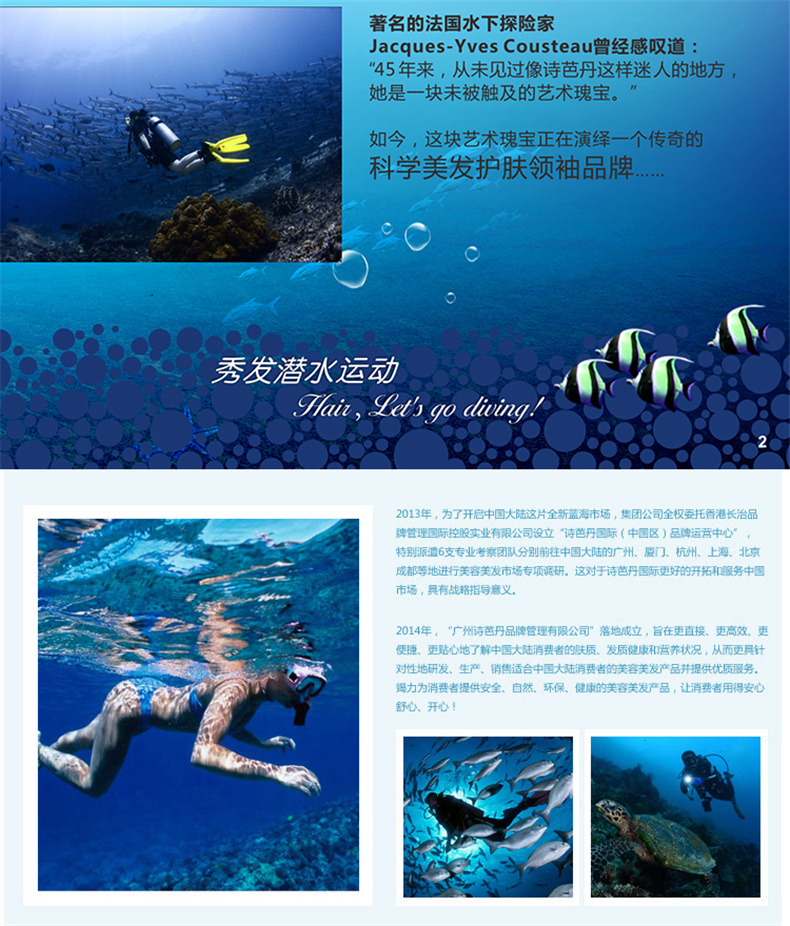 著名的法国水下探险家
Jacques-Yves Cousteau曾经感叹道：
“45年来，从未见过像诗芭丹这样迷人的地方，
她是一块未被触及的艺术瑰宝。”
如今，这块艺术瑰宝正在演绎一个传奇的
科学美发护肤领袖品牌……
秀发潜水运动
Hair , Let's go diving!
2
2013年，为了开启中国大陆这片全新蓝海市场，集团公司全权委托香港长治品
牌管理国际控股实业有限公司设立“诗芭丹国际（中国区）品牌运营中心”，
特别派遣6支专业考察团队分别前往中国大陆的广州、厦门、杭州、上海、北京
成都等地进行美容美发市场专项调研。这对于诗芭丹国际更好的开拓和服务中国
市场，具有战略指导意义。
2014年，“广州诗芭丹品牌管理有限公司”落地成立，旨在更直接、更高效、更
便捷、更贴心地了解中国大陆消费者的肤质、发质健康和营养状况，从而更具针
对性地研发、生产、销售适合中国大陆消费者的美容美发产品并提供优质服务。
竭力为消费者提供安全、自然、环保、健康的美容美发产品，让消费者用得安心
舒心、开心！